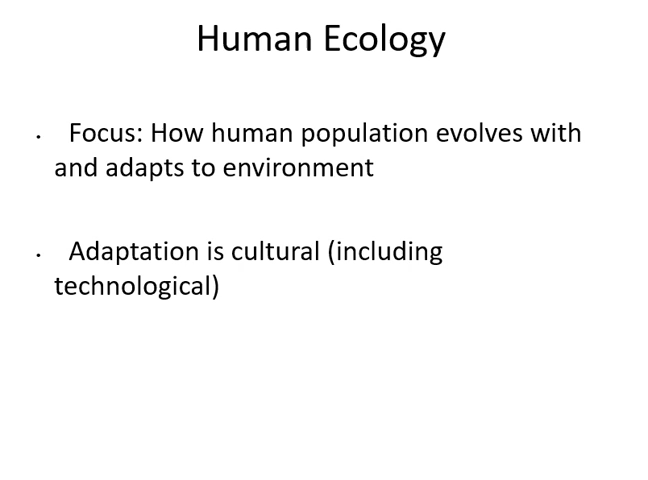 Human Ecology
• Focus: How human population evolves with
and adapts to environment
• Adaptation is cultural (including
technological)